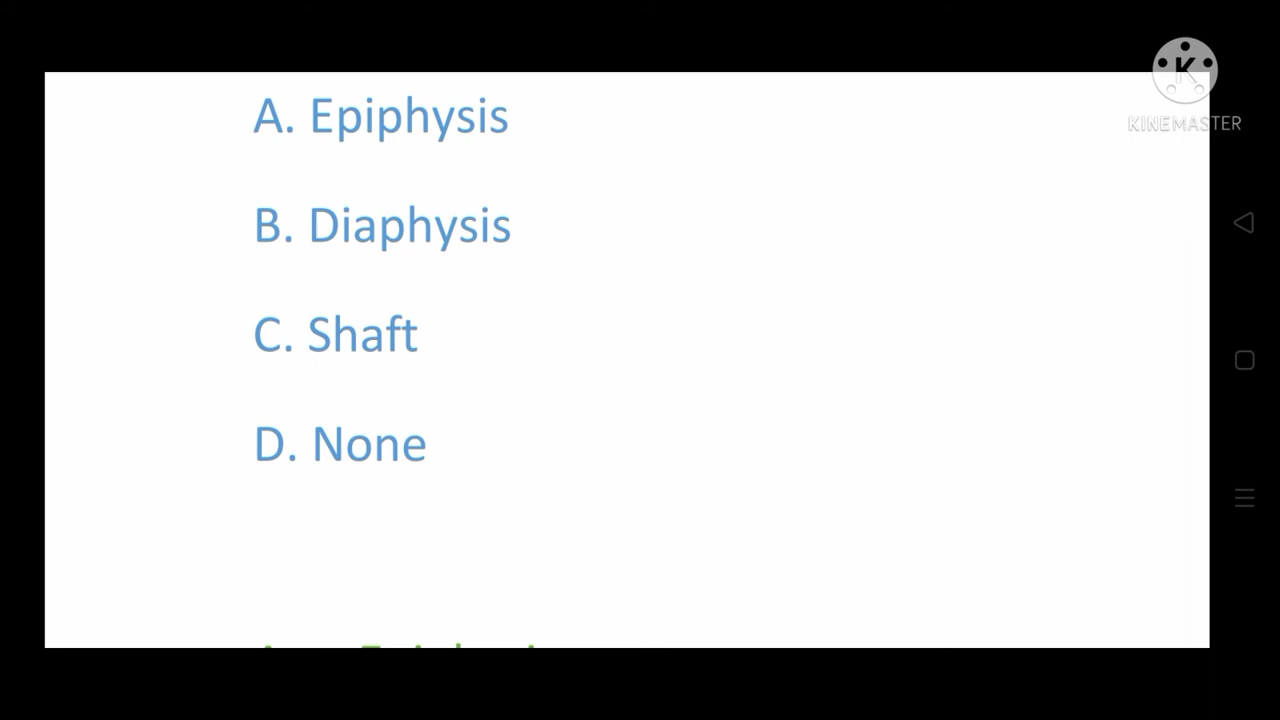 A. Epiphysis
B. Diaphysis
C. Shaft
D. None
K
KINEMASTER